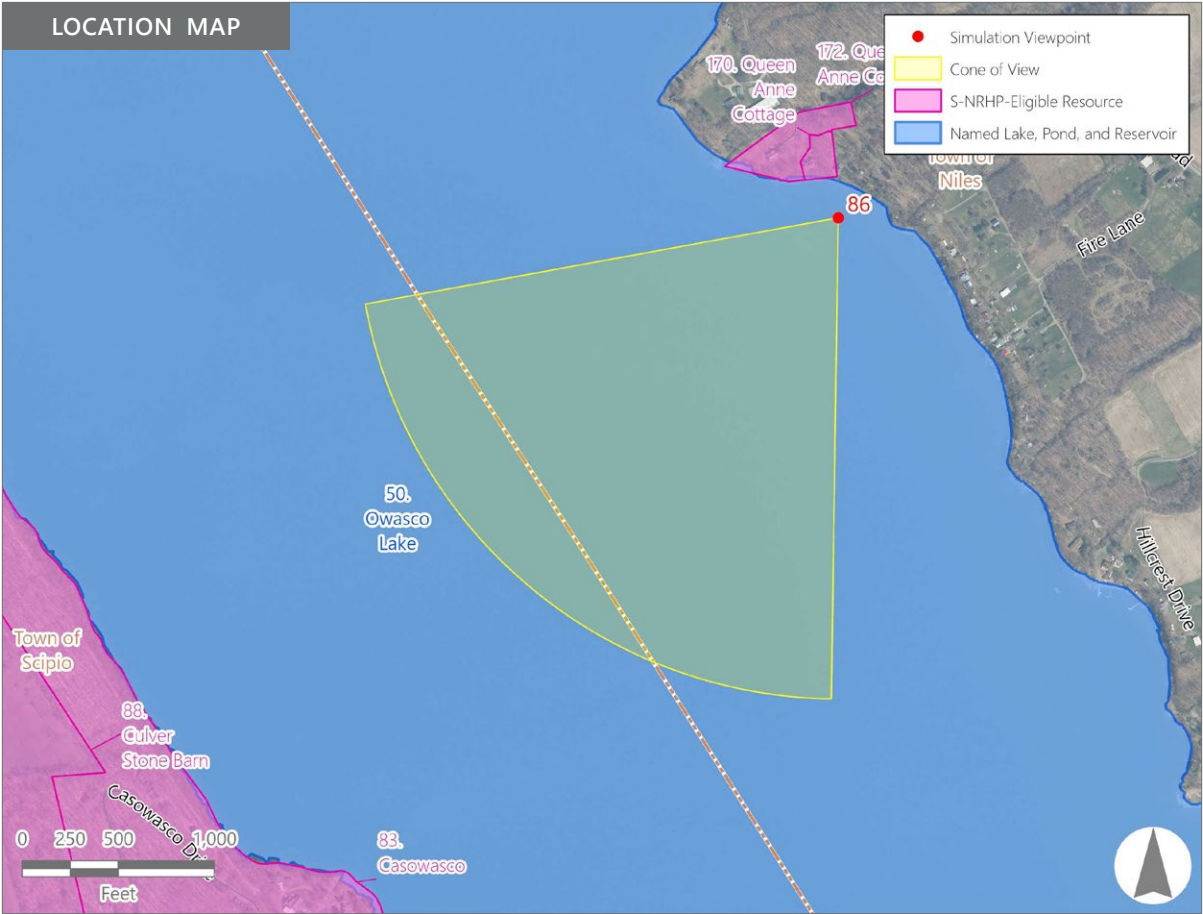 LOCATION MAP
Simulation Viewpoint
Cone of View
S-NRHP-Eligible Resource
Named Lake, Pond, and Reservoir
170. Queen
Anne
Cottage
172. Que
Anne Co
Town of
Niles
86
Fire Lane
50.
Owasco
Lake
Hillcrest Drive
Town of
Scipio
88.
Culver
Stone Barn
Casowasco Drive
83.
Casowasco
0 250 500 1,000
Feet